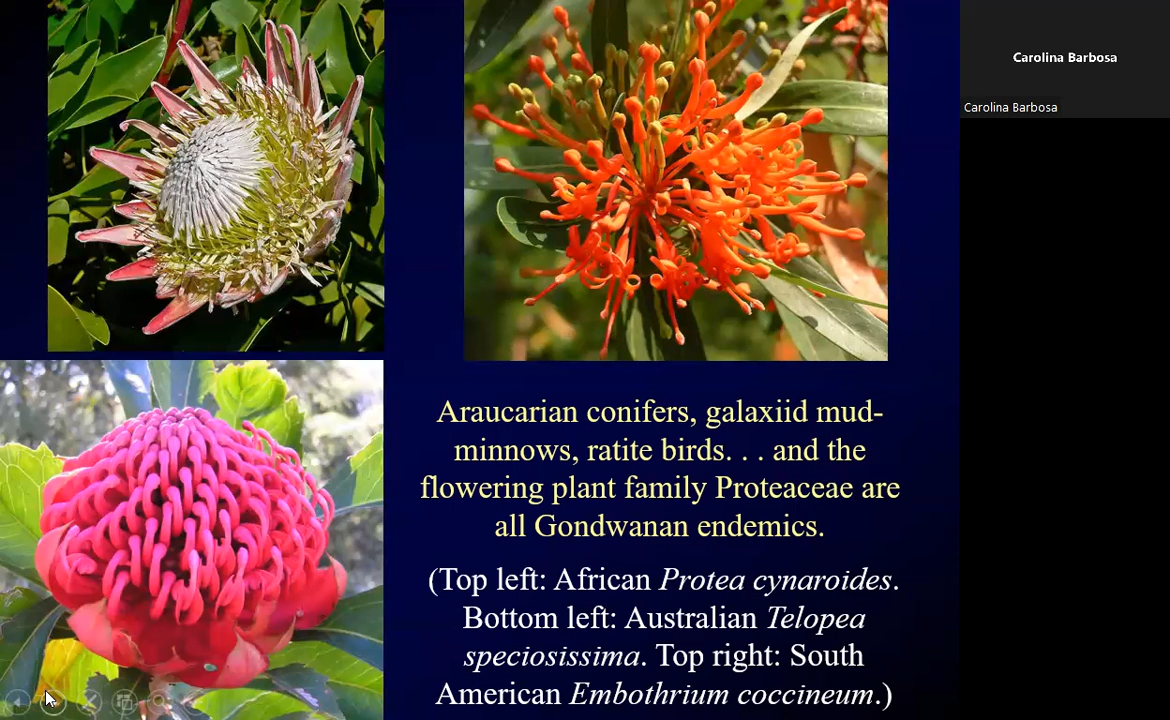 Carolina Barbosa
Carolina Barbosa
Araucarian conifers, galaxiid mud-
minnows, ratite birds. . . and the
flowering plant family Proteaceae are
all Gondwanan endemics.
(Top left: African Protea cynaroides.
Bottom left: Australian Telopea
speciosissima. Top right: South
American Embothrium coccineum.)